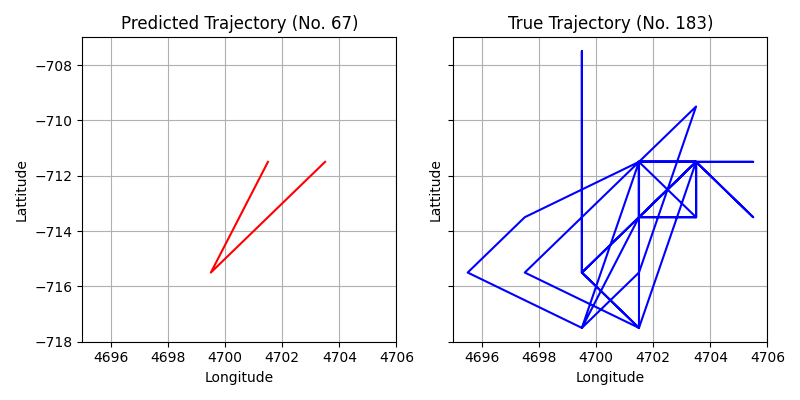 Predicted Trajectory (No. 67)
True Trajectory (No. 183)
Lattitude
−708
−710
−712
−714
−716
−718
4696 4698 4700 4702 4704 4706
Longitude
Lattitude
4696 4698 4700 4702 4704 4706
Longitude